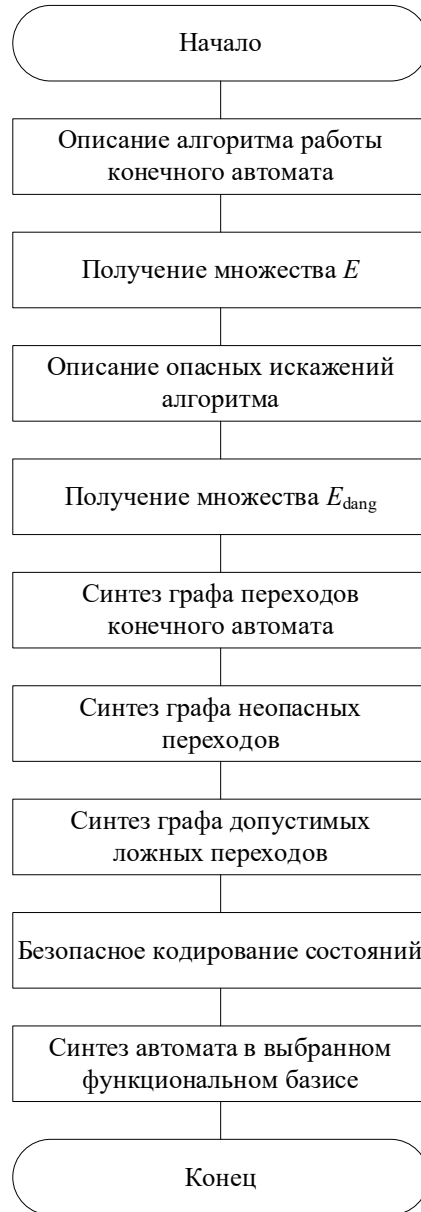 Начало
Описание алгоритма работы
конечного автомата
Получение множества E
Описание опасных искажений
алгоритма
Получение множества E_dang
Синтез графа переходов
конечного автомата
Синтез графа неопасных
переходов
Синтез графа допустимых
ложных переходов
Безопасное кодирование состояний
Синтез автомата в выбранном
функциональном базисе
Конец